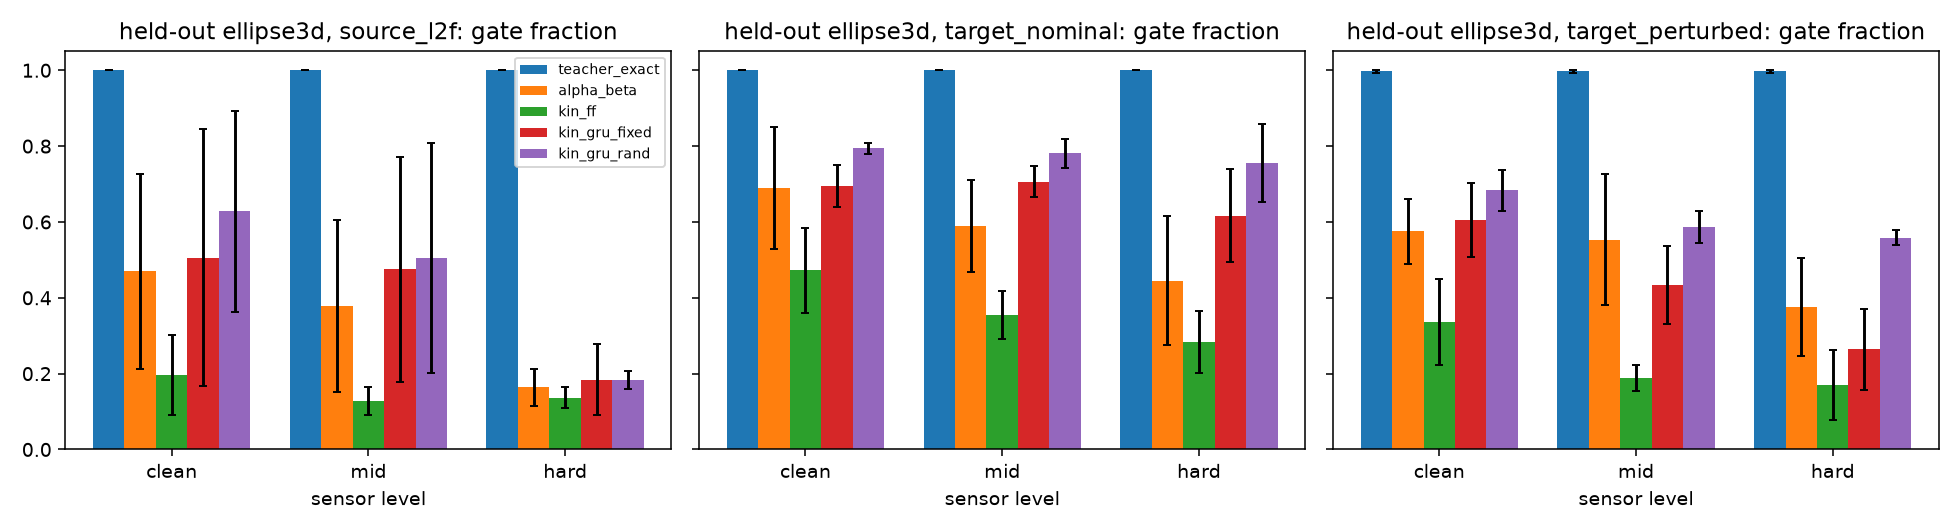 held-out ellipse3d, source_l2f: gate fraction
1.0
0.8
0.6
0.4
0.2
0.0
teacher_exact
alpha_beta
kin_ff
kin_gru_fixed
kin_gru_rand
clean
mid
hard
sensor level
held-out ellipse3d, target_nominal: gate fraction
clean
mid
hard
sensor level
held-out ellipse3d, target_perturbed: gate fraction
clean
mid
hard
sensor level